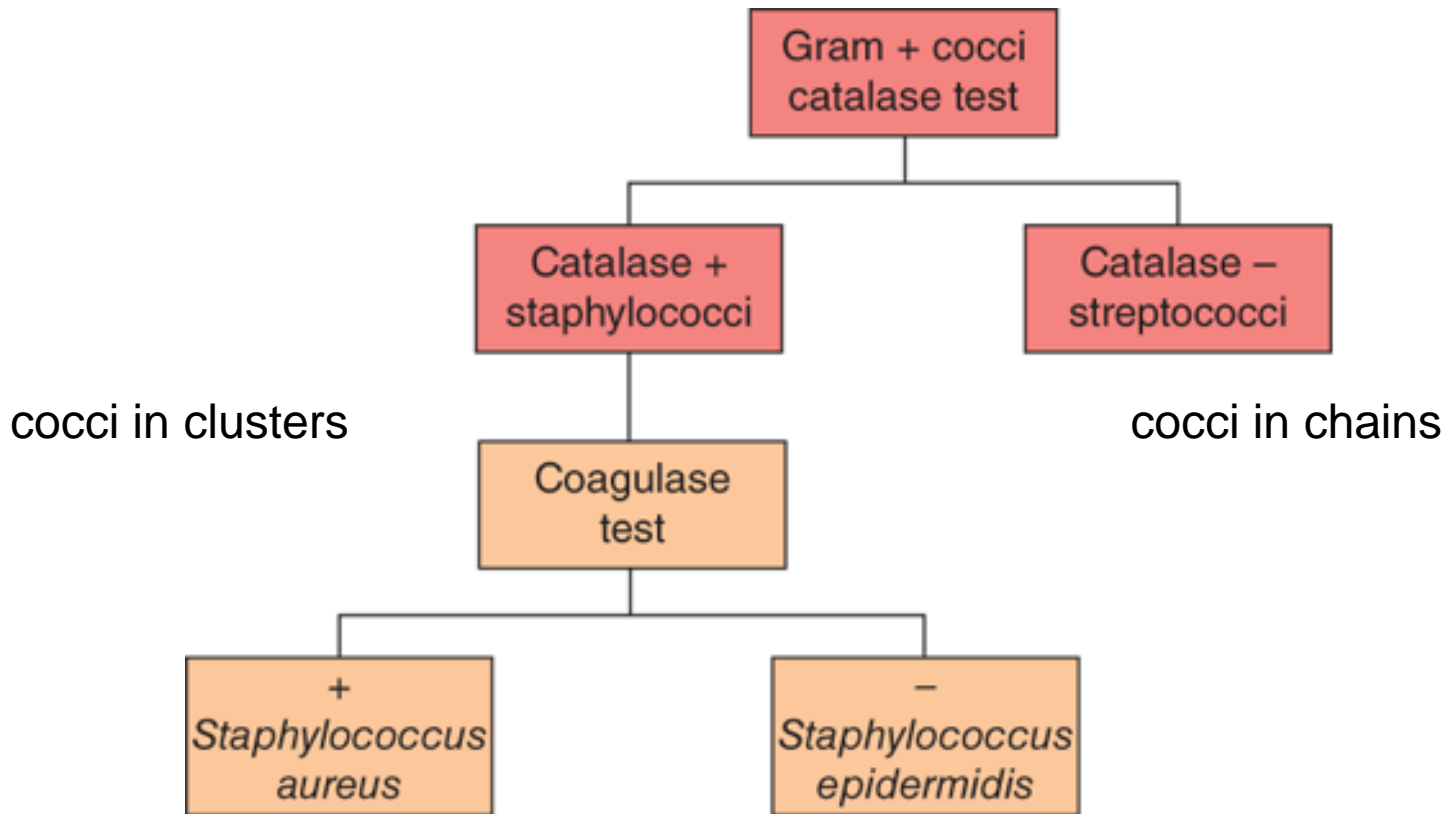 Gram + cocci
catalase test
Catalase +
staphylococci
Catalase –
streptococci
cocci in clusters
cocci in chains
Coagulase
test
+
Staphylococcus
aureus
–
Staphylococcus
epidermidis